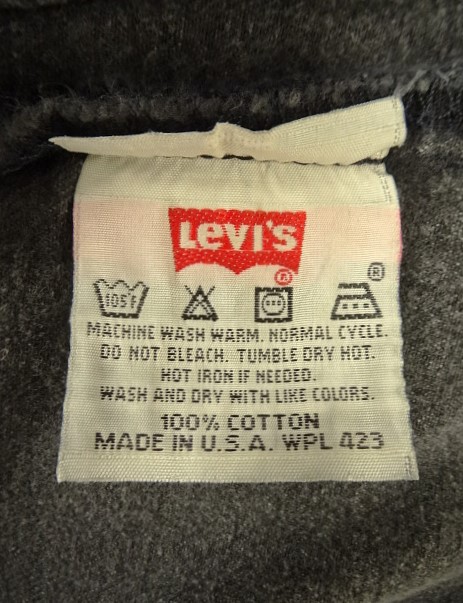 Levi's
®
®
105°F
MACHINE WASH WARM. NORMAL CYCLE.
DO NOT BLEACH. TUMBLE DRY HOT.
HOT IRON IF NEEDED.
WASH AND DRY WITH LIKE COLORS.
100% COTTON
MADE IN U.S.A. WPL 423